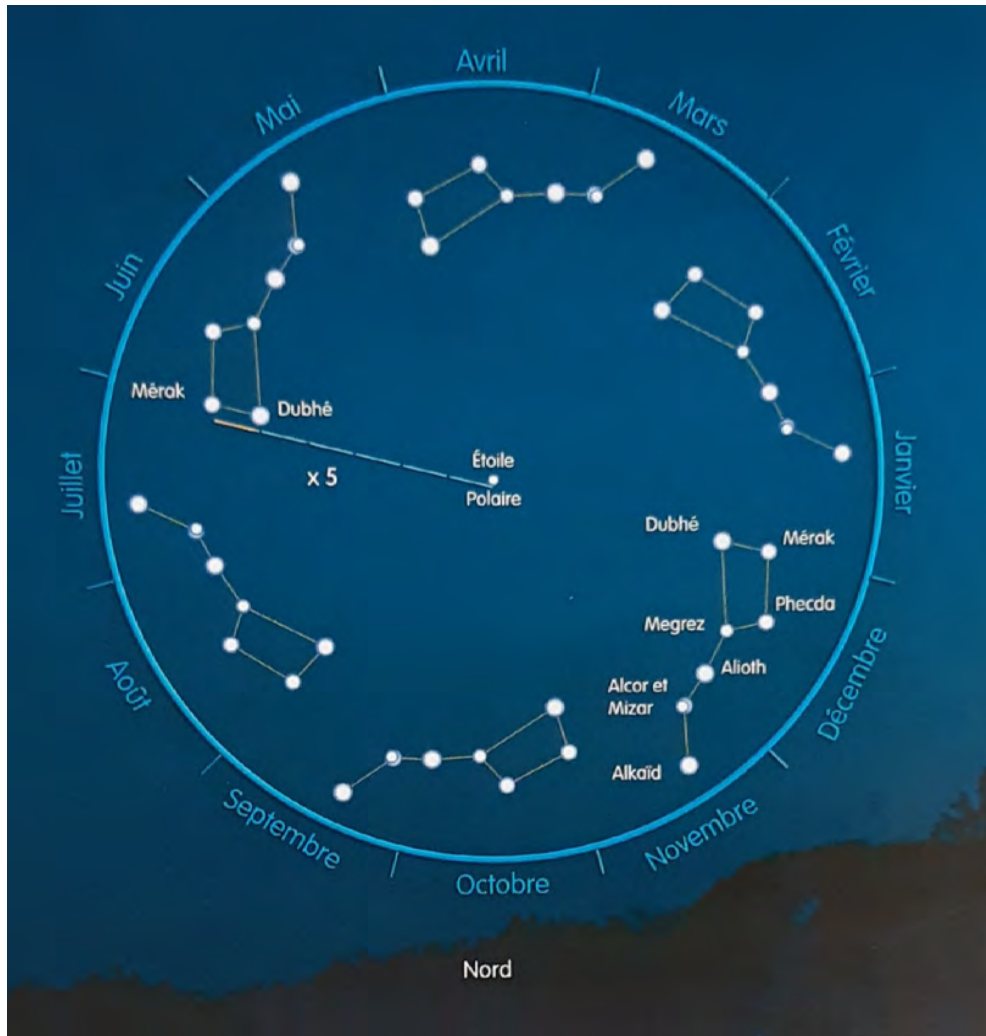 Avril
Mai
Mars
Juin
Février
Mérak
Dubhé
Étoile
Polaire
x 5
Juillet
Janvier
Dubhé
Mérak
Phecda
Megrez
Alioth
Alcor et
Mizar
Alkaïd
Août
Décembre
Septembre
Novembre
Octobre
Nord